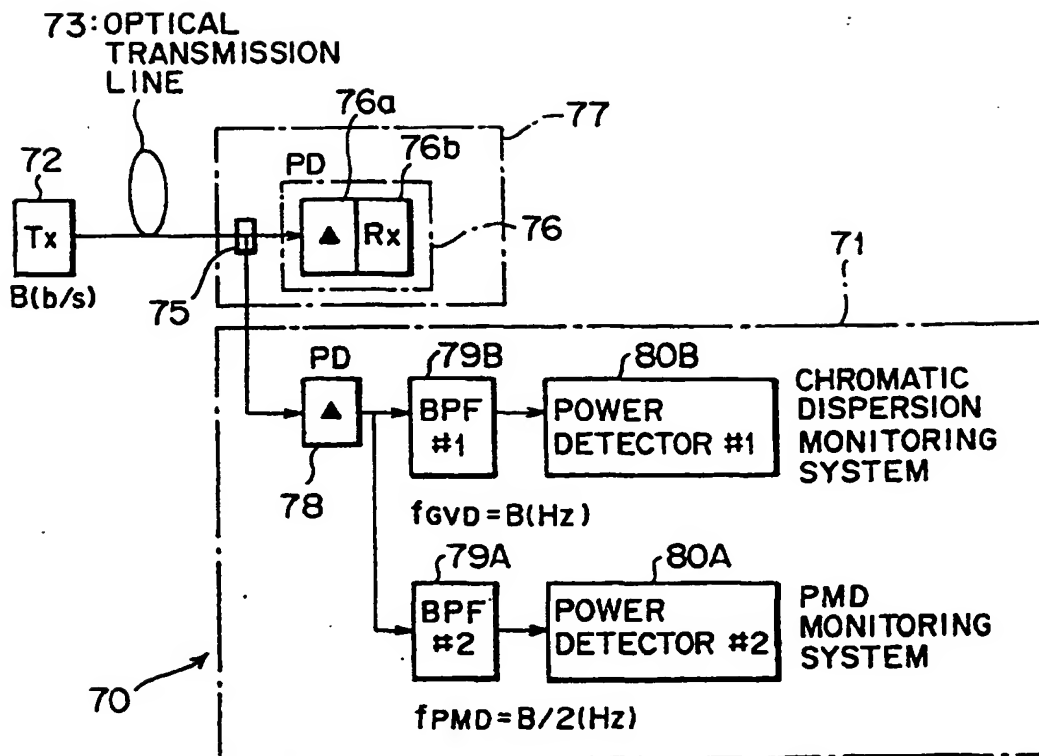 73:OPTICAL
TRANSMISSION
LINE
72
Tx
B(b/s)
75
PD
76a
76b
Rx
76
77
71
PD
78
79B
BPF
#1
80B
POWER
DETECTOR #1
CHROMATIC
DISPERSION
MONITORING
SYSTEM
fGVD=B(Hz)
79A
BPF
#2
80A
POWER
DETECTOR #2
PMD
MONITORING
SYSTEM
fPMD=B/2(Hz)
70